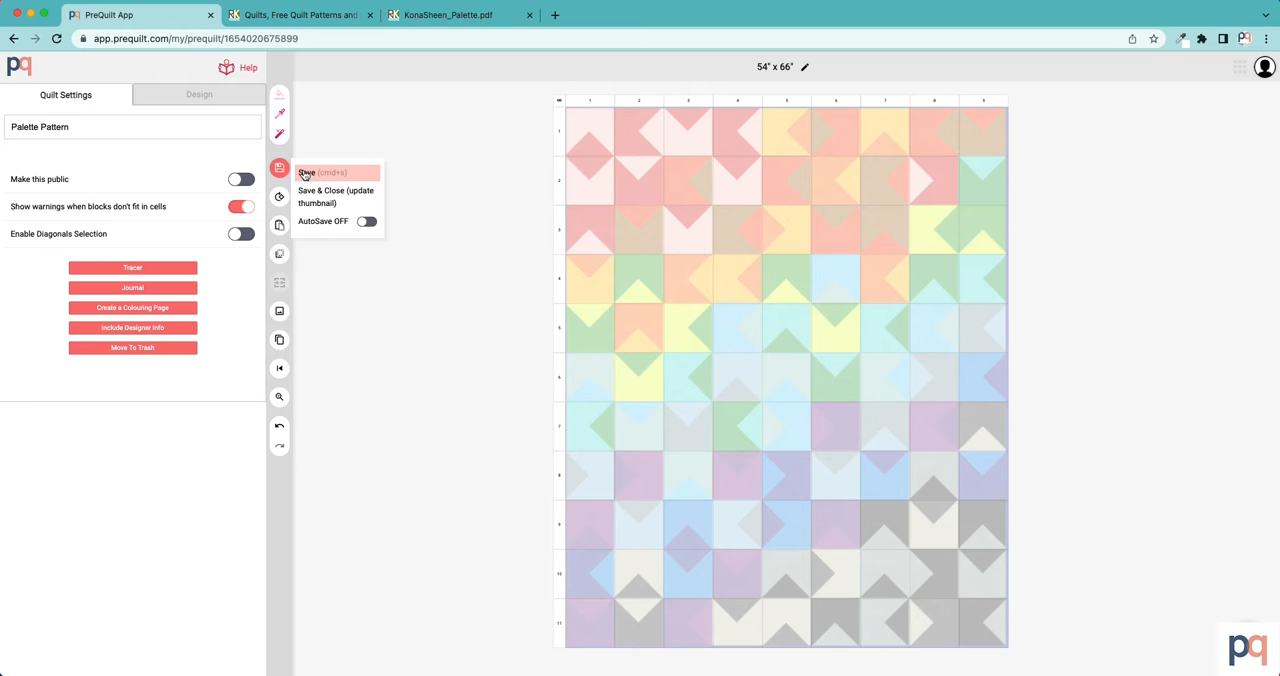 PreQuilt App
Quilts, Free Quilt Patterns and
KonaSheen_Palette.pdf
app.prequilt.com/my/prequilt/1654020675899
pq
Help
54" x 66"
Quilt Settings
Design
Palette Pattern
Make this public
Show warnings when blocks don't fit in cells
Enable Diagonals Selection
Tracer
Journal
Create a Colouring Page
Include Designer Info
Move To Trash
Save (cmd+s)
Save & Close (update
thumbnail)
AutoSave OFF
1 2 3 4 5 6 7 8 9
1
2
3
4
5
6
7
8
9
10
11
pq